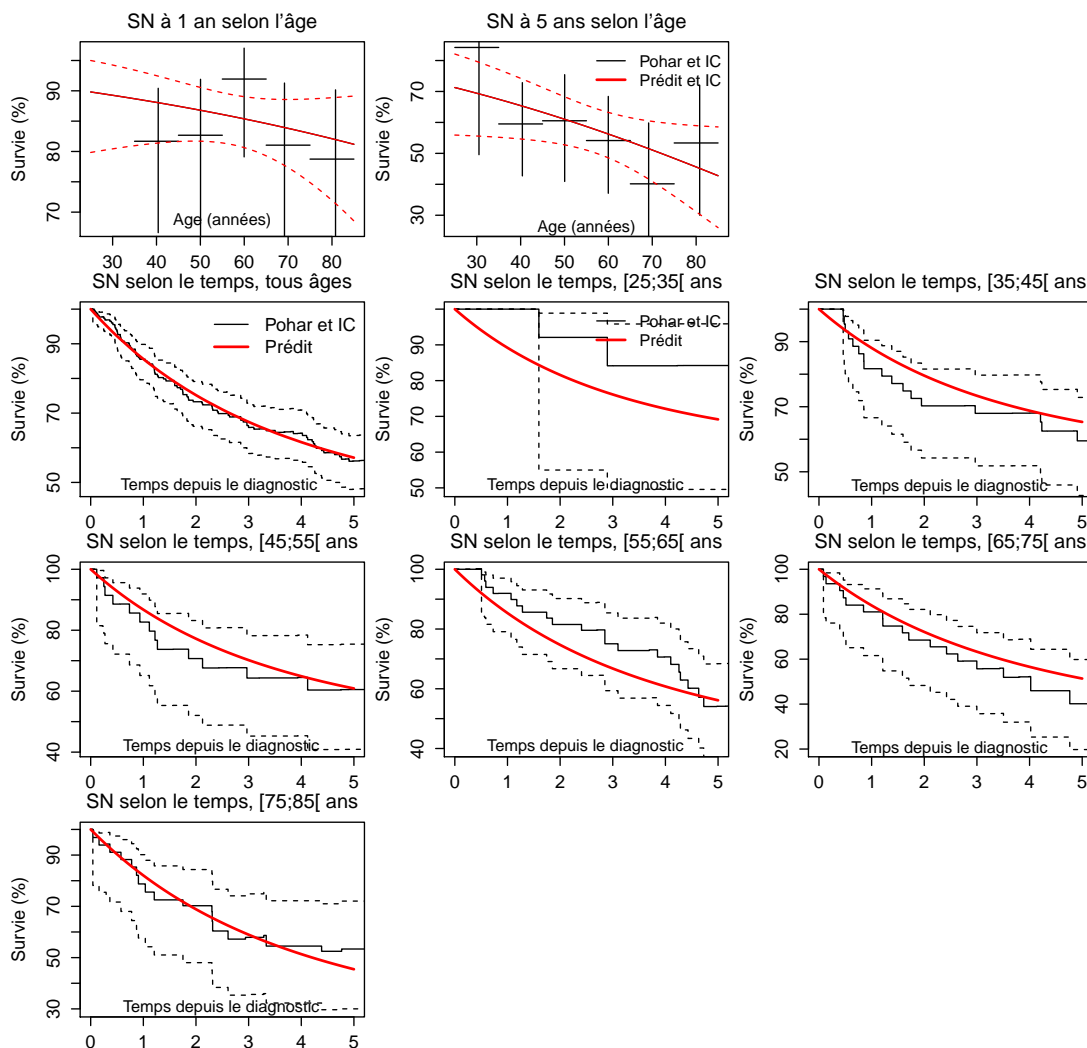 SN à 1 an selon l'âge
Survie (%)
90
80
70
Age (années)
30 40 50 60 70 80
SN à 5 ans selon l'âge
Pohar et IC
Prédit et IC
Survie (%)
70
50
30
Age (années)
30 40 50 60 70 80
SN selon le temps, tous âges
Pohar et IC
Prédit
Survie (%)
90
70
50
Temps depuis le diagnostic
0 1 2 3 4 5
SN selon le temps, [25;35[ ans
Pohar et IC
Prédit
Survie (%)
100
90
80
70
60
50
Temps depuis le diagnostic
0 1 2 3 4 5
SN selon le temps, [35;45[ ans
Survie (%)
90
70
50
Temps depuis le diagnostic
0 1 2 3 4 5
SN selon le temps, [45;55[ ans
Survie (%)
100
80
60
40
Temps depuis le diagnostic
0 1 2 3 4 5
SN selon le temps, [55;65[ ans
Survie (%)
100
80
60
40
Temps depuis le diagnostic
0 1 2 3 4 5
SN selon le temps, [65;75[ ans
Survie (%)
100
80
60
40
20
Temps depuis le diagnostic
0 1 2 3 4 5
SN selon le temps, [75;85[ ans
Survie (%)
90
70
50
30
Temps depuis le diagnostic
0 1 2 3 4 5